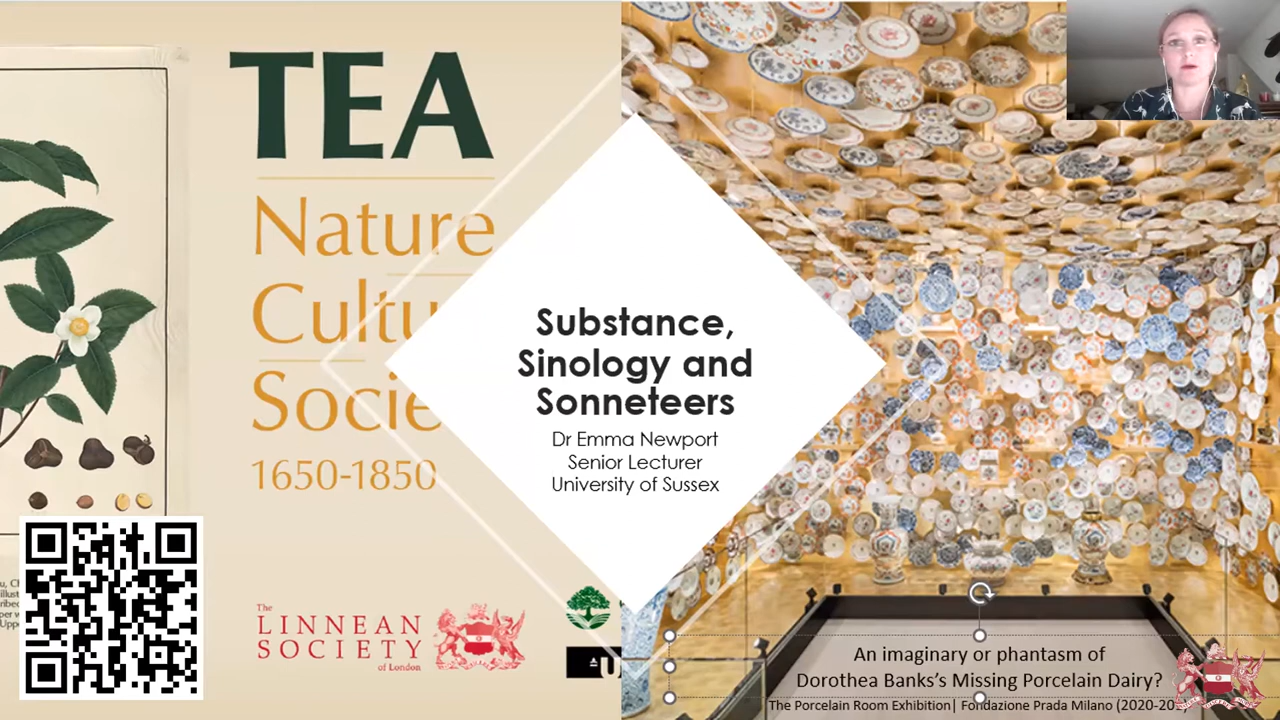 TEA
Nature
Cultu
Socie
1650-1850
The
LINNEAN
SOCIETY
of London
Substance,
Sinology and
Sonneteers
Dr Emma Newport
Senior Lecturer
University of Sussex
An imaginary or phantasm of
Dorothea Banks's Missing Porcelain Dairy?
The Porcelain Room Exhibition| Fondazione Prada Milano (2020-20